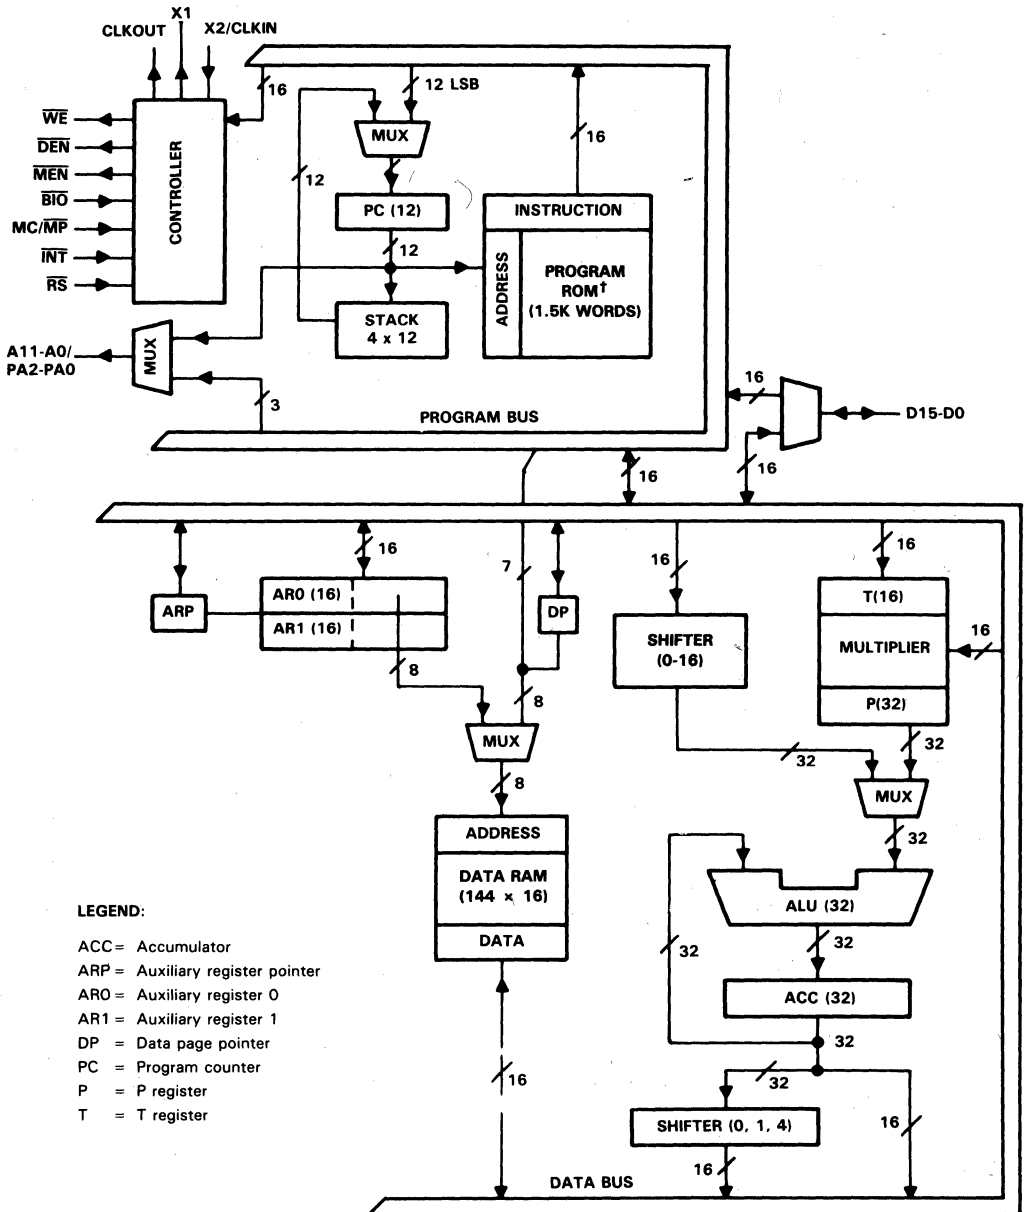 X1
CLKOUT
X2/CLKIN
WE
DEN
MEN
BIO
MC/MP
INT
RS
CONTROLLER
16
12 LSB
MUX
12
PC (12)
12
STACK
4 x 12
16
INSTRUCTION
ADDRESS
PROGRAM
ROM†
(1.5K WORDS)
A11-A0/
PA2-PA0
MUX
3
PROGRAM BUS
16
16
D15-D0
16
16
7
16
16
ARP
AR0 (16)
AR1 (16)
8
DP
8
SHIFTER
(0-16)
T(16)
MULTIPLIER
16
P(32)
MUX
32
32
8
MUX
32
ADDRESS
DATA RAM
(144 × 16)
DATA
ALU (32)
32
32
ACC (32)
32
32
16
SHIFTER (0, 1, 4)
16
16
DATA BUS
LEGEND:
ACC = Accumulator
ARP = Auxiliary register pointer
AR0 = Auxiliary register 0
AR1 = Auxiliary register 1
DP = Data page pointer
PC = Program counter
P = P register
T = T register